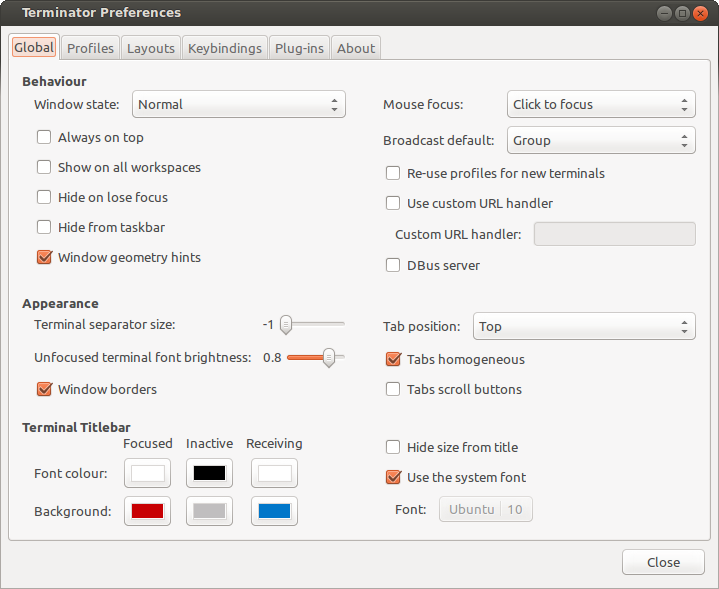 Terminator Preferences
Global Profiles Layouts Keybindings Plug-ins About
Behaviour
Window state: Normal
Always on top
Show on all workspaces
Hide on lose focus
Hide from taskbar
Window geometry hints
Mouse focus: Click to focus
Broadcast default: Group
Re-use profiles for new terminals
Use custom URL handler
Custom URL handler:
DBus server
Appearance
Terminal separator size: -1
Unfocused terminal font brightness: 0.8
Window borders
Tab position: Top
Tabs homogeneous
Tabs scroll buttons
Terminal Titlebar
Focused Inactive Receiving
Font colour:
Background:
Hide size from title
Use the system font
Font: Ubuntu 10
Close